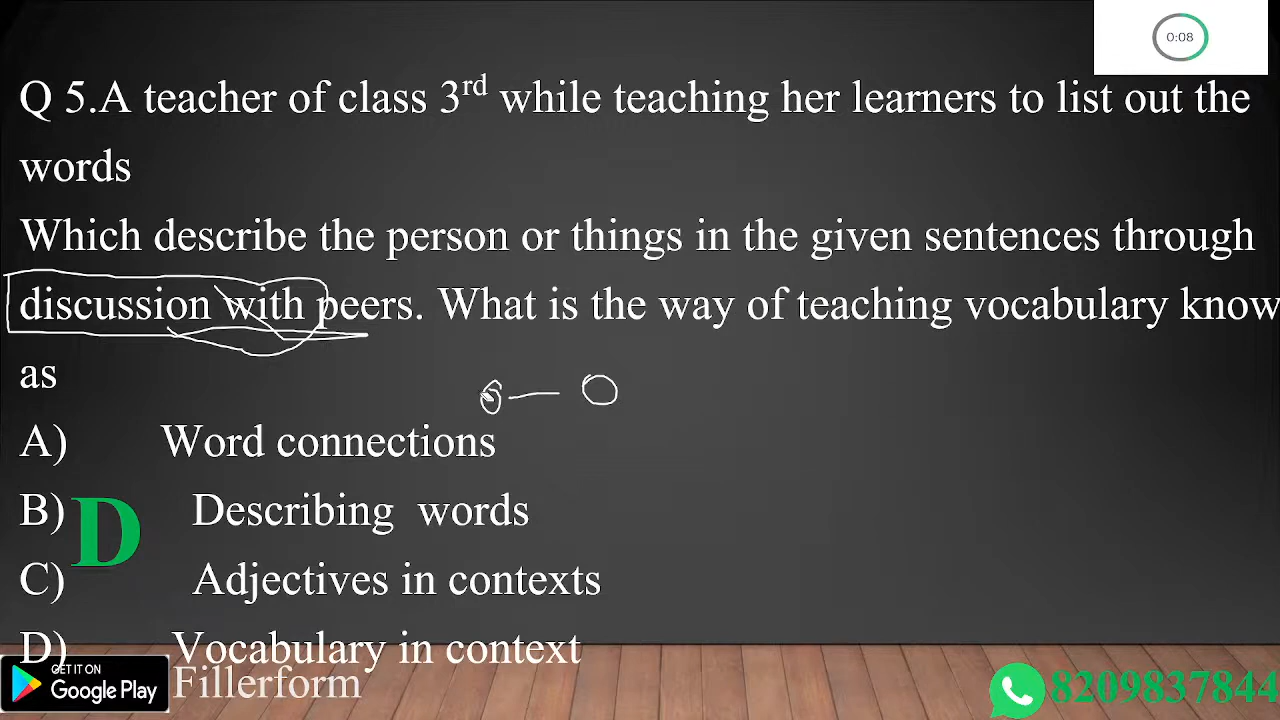 0:08
Q 5.A teacher of class 3rd while teaching her learners to list out the
words
Which describe the person or things in the given sentences through
discussion with peers. What is the way of teaching vocabulary know
as
A) Word connections
B) Describing words
D
C) Adjectives in contexts
D) Vocabulary in context
GET IT ON
Google Play
Fillerform
8209837844